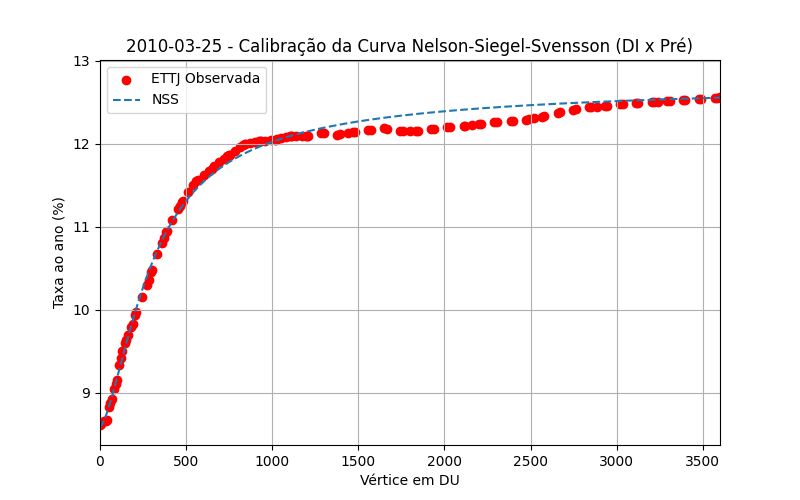 2010-03-25 - Calibração da Curva Nelson-Siegel-Svensson (DI x Pré)
ETTJ Observada
NSS
Taxa ao ano (%)
13
12
11
10
9
0 500 1000 1500 2000 2500 3000 3500
Vértice em DU